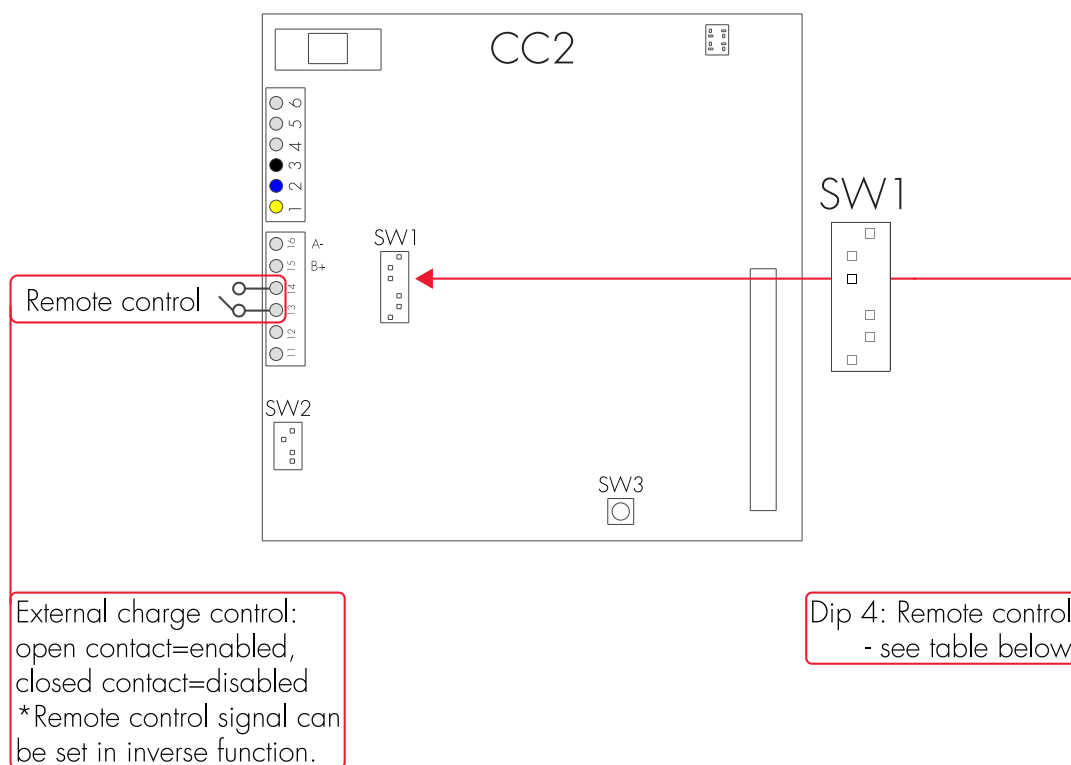 CC2
6
5
4
3
2
1
SW1
SW1
16 A-
15 B+
14
13
12
11
Remote control
SW2
SW3
External charge control:
open contact=enabled,
closed contact=disabled
*Remote control signal can
be set in inverse function.
Dip 4: Remote control
- see table below